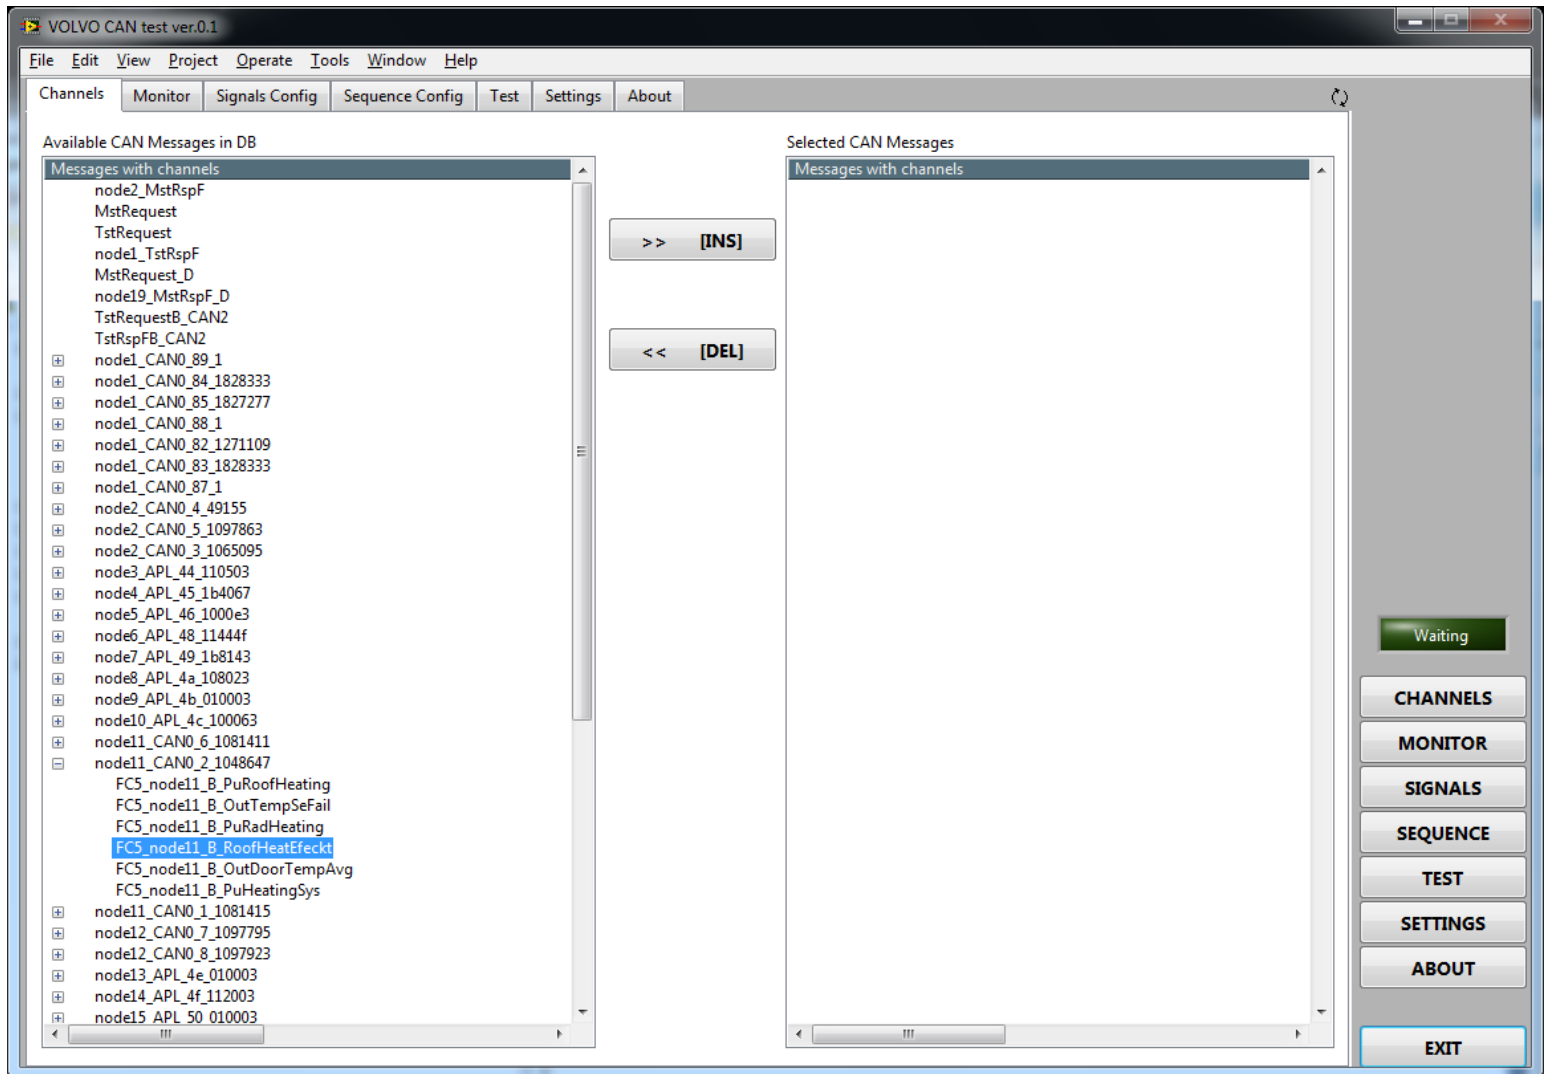 VOLVO CAN test ver.0.1
File Edit View Project Operate Tools Window Help
Channels Monitor Signals Config Sequence Config Test Settings About
Available CAN Messages in DB
Messages with channels
node2_MstRspF
MstRequest
TstRequest
node1_TstRspF
MstRequest_D
node19_MstRspF_D
TstRequestB_CAN2
TstRspFB_CAN2
node1_CAN0_89_1
node1_CAN0_84_1828333
node1_CAN0_85_1827277
node1_CAN0_88_1
node1_CAN0_82_1271109
node1_CAN0_83_1828333
node1_CAN0_87_1
node2_CAN0_4_49155
node2_CAN0_5_1097863
node2_CAN0_3_1065095
node3_APL_44_110503
node4_APL_45_1b4067
node5_APL_46_1000e3
node6_APL_48_11444f
node7_APL_49_1b8143
node8_APL_4a_108023
node9_APL_4b_010003
node10_APL_4c_100063
node11_CAN0_6_1081411
node11_CAN0_2_1048647
FC5_node11_B_PuRoofHeating
FC5_node11_B_OutTempSeFail
FC5_node11_B_PuRadHeating
FC5_node11_B_RoofHeatEfeckt
FC5_node11_B_OutDoorTempAvg
FC5_node11_B_PuHeatingSys
node11_CAN0_1_1081415
node12_CAN0_7_1097795
node12_CAN0_8_1097923
node13_APL_4e_010003
node14_APL_4f_112003
node15_APL_50_010003
>> [INS]
<< [DEL]
Selected CAN Messages
Messages with channels
Waiting
CHANNELS
MONITOR
SIGNALS
SEQUENCE
TEST
SETTINGS
ABOUT
EXIT